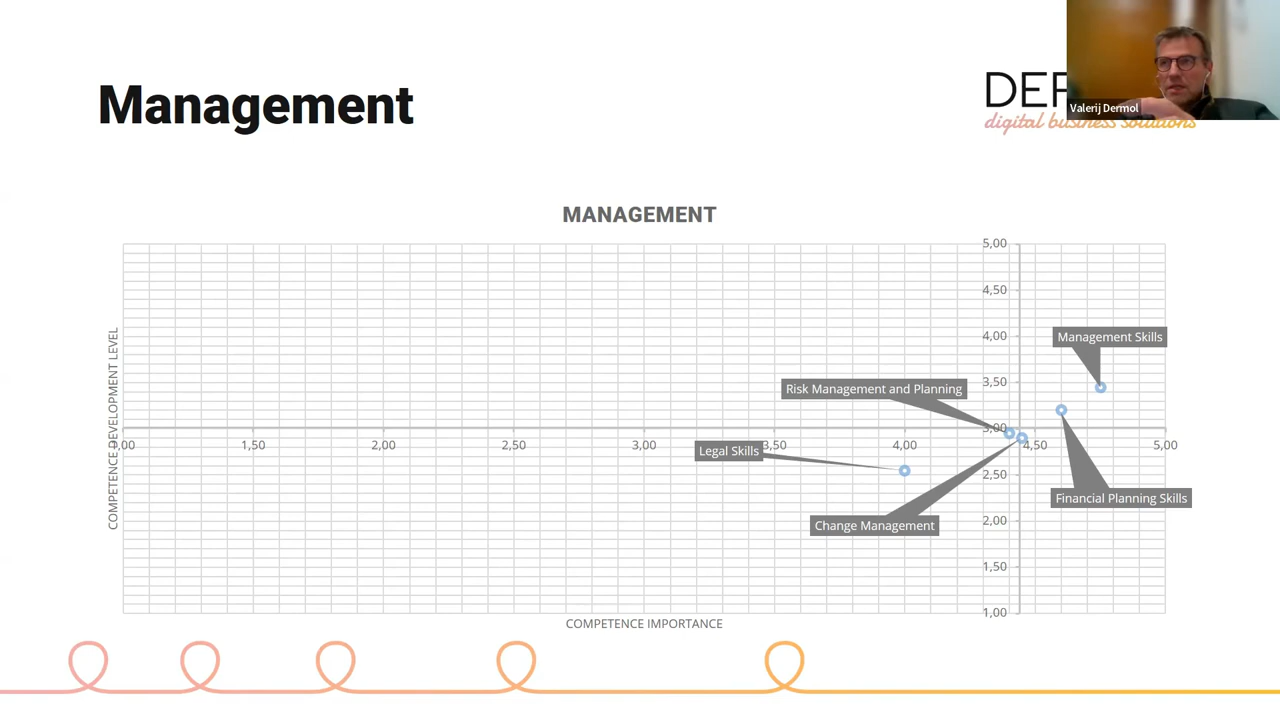 Management
DEF
digital business solutions
Valerij Dermol
MANAGEMENT
5,00
4,50
4,00
3,50
3,00
2,50
2,00
1,50
1,00
Management Skills
Risk Management and Planning
Legal Skills
Change Management
Financial Planning Skills
1,00 1,50 2,00 2,50 3,00 3,50 4,00 4,50 5,00
COMPETENCE DEVELOPMENT LEVEL
COMPETENCE IMPORTANCE